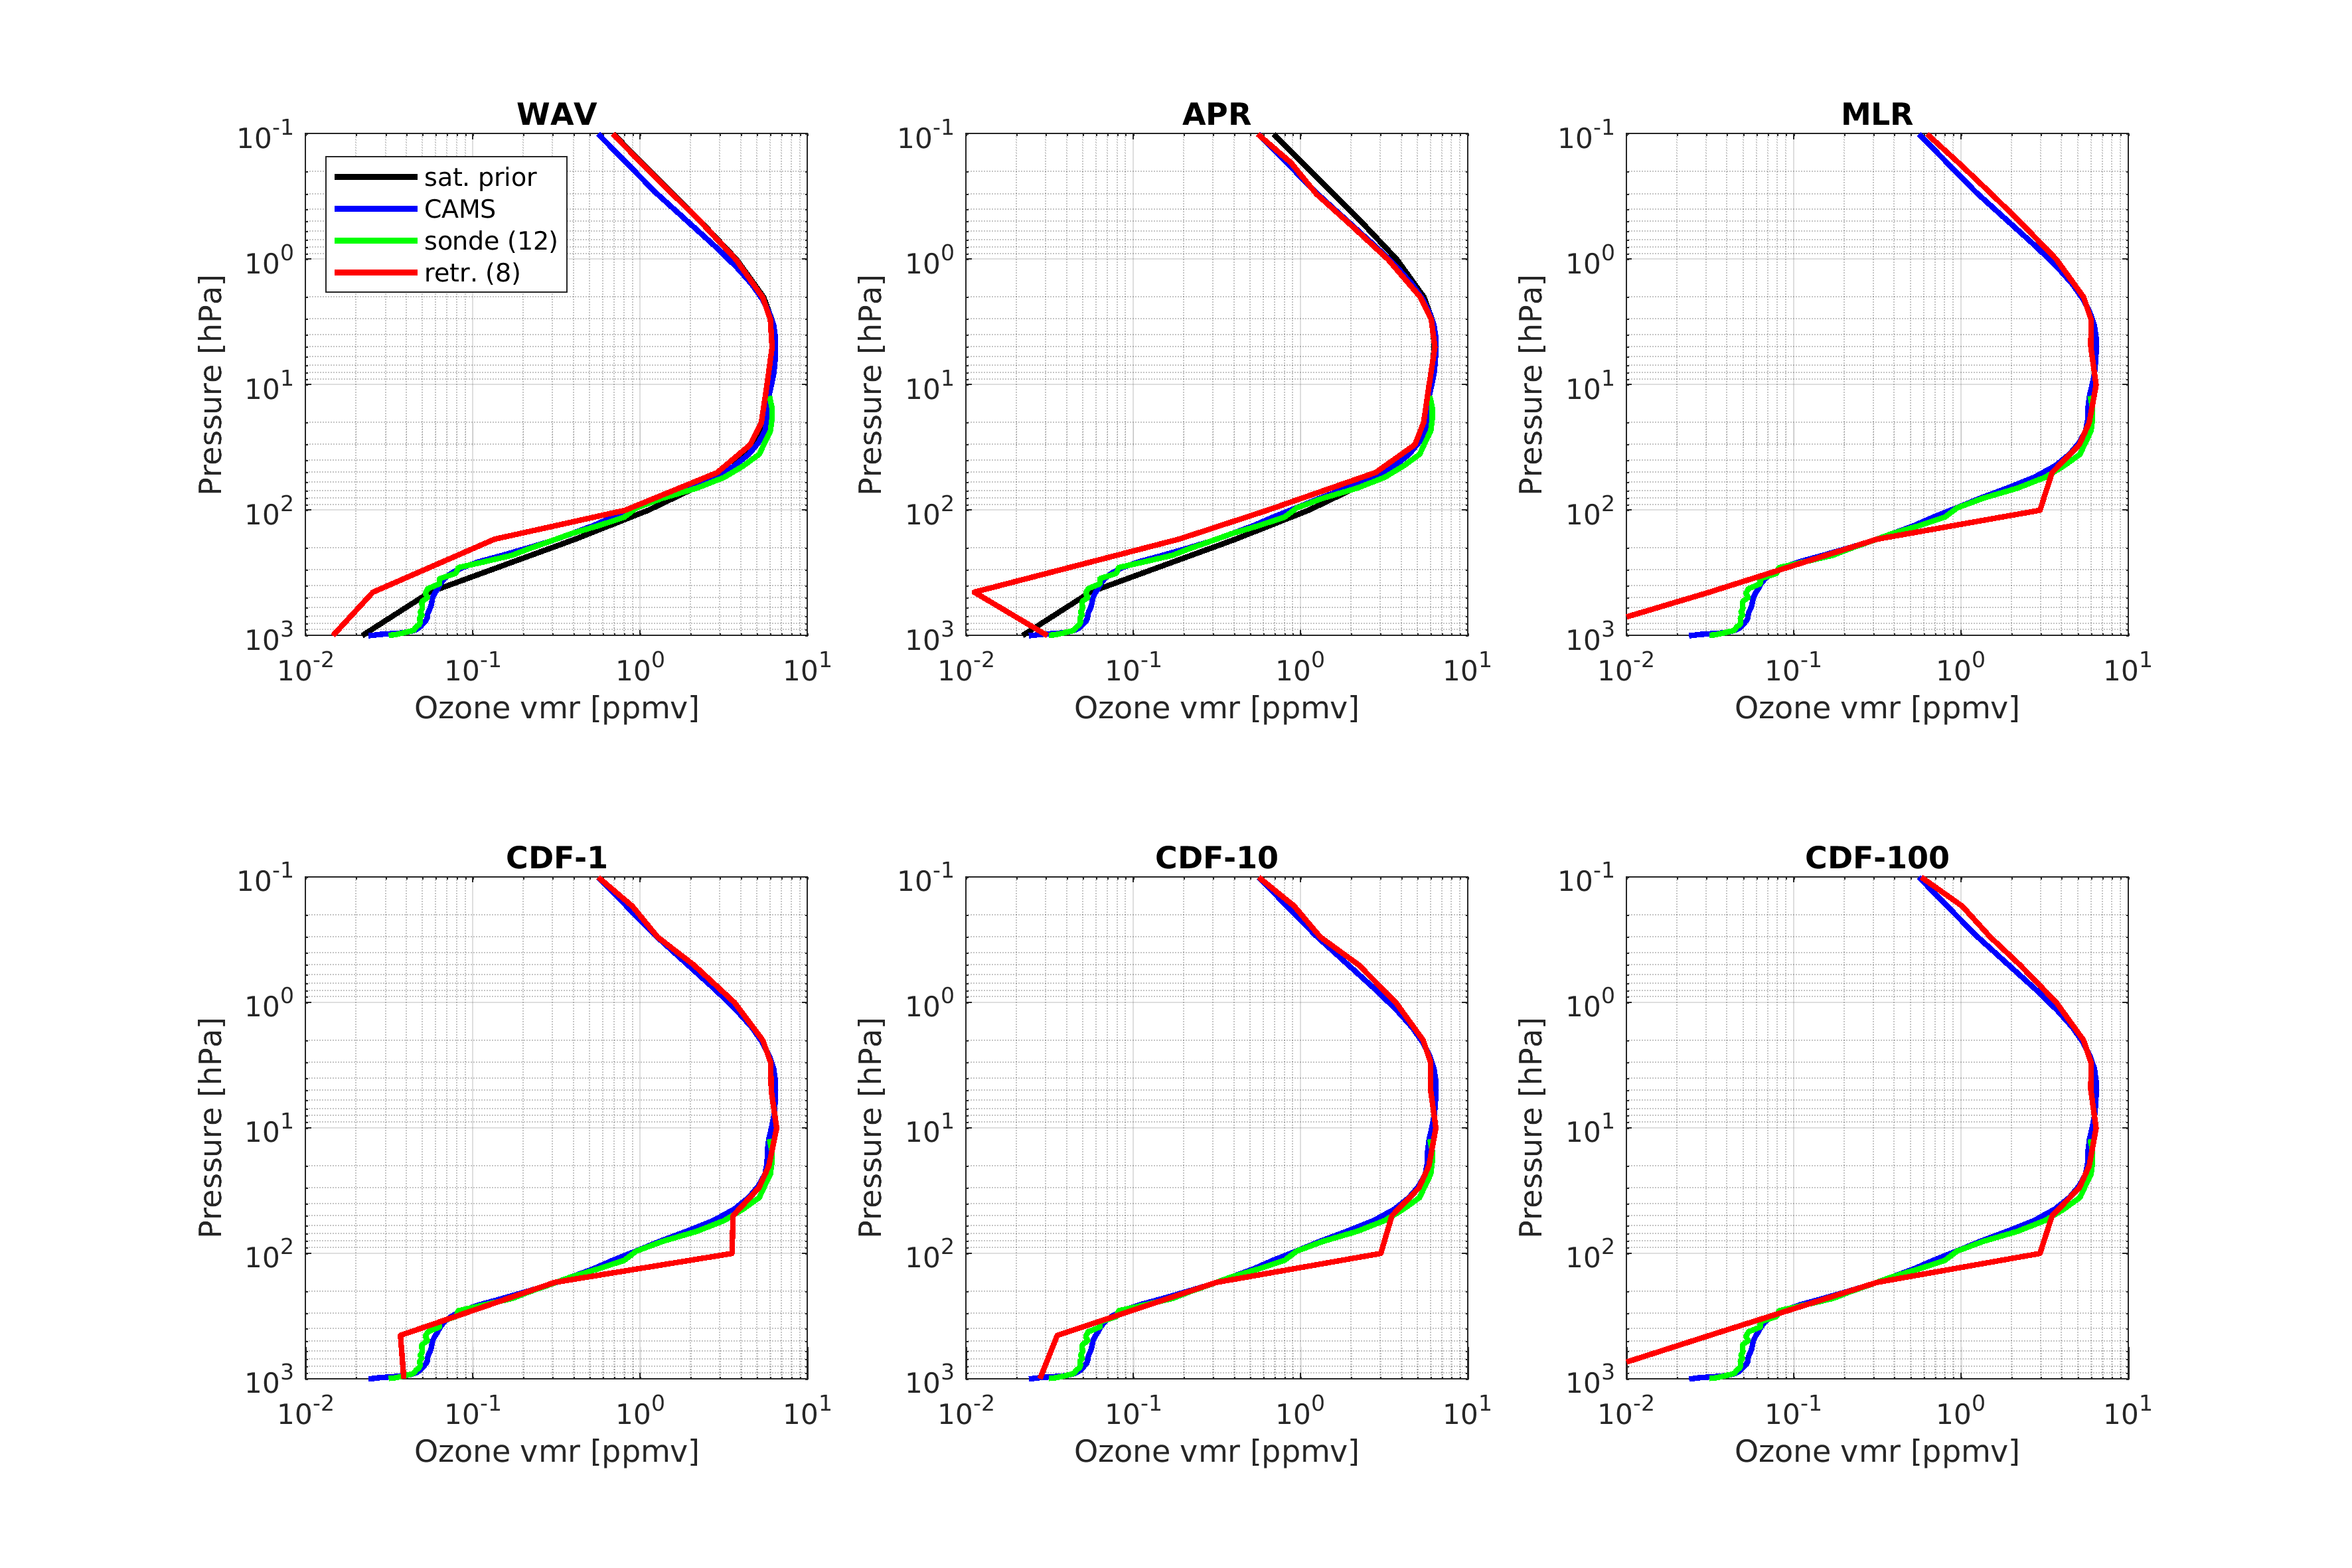 WAV
APR
MLR
sat. prior
CAMS
sonde (12)
retr. (8)
10^-1
10^0
10^1
10^2
10^3
Pressure [hPa]
10^-2 10^-1 10^0 10^1
Ozone vmr [ppmv]
10^-1
10^0
10^1
10^2
10^3
Pressure [hPa]
10^-2 10^-1 10^0 10^1
Ozone vmr [ppmv]
10^-1
10^0
10^1
10^2
10^3
Pressure [hPa]
10^-2 10^-1 10^0 10^1
Ozone vmr [ppmv]
CDF-1
CDF-10
CDF-100
10^-1
10^0
10^1
10^2
10^3
Pressure [hPa]
10^-2 10^-1 10^0 10^1
Ozone vmr [ppmv]
10^-1
10^0
10^1
10^2
10^3
Pressure [hPa]
10^-2 10^-1 10^0 10^1
Ozone vmr [ppmv]
10^-1
10^0
10^1
10^2
10^3
Pressure [hPa]
10^-2 10^-1 10^0 10^1
Ozone vmr [ppmv]